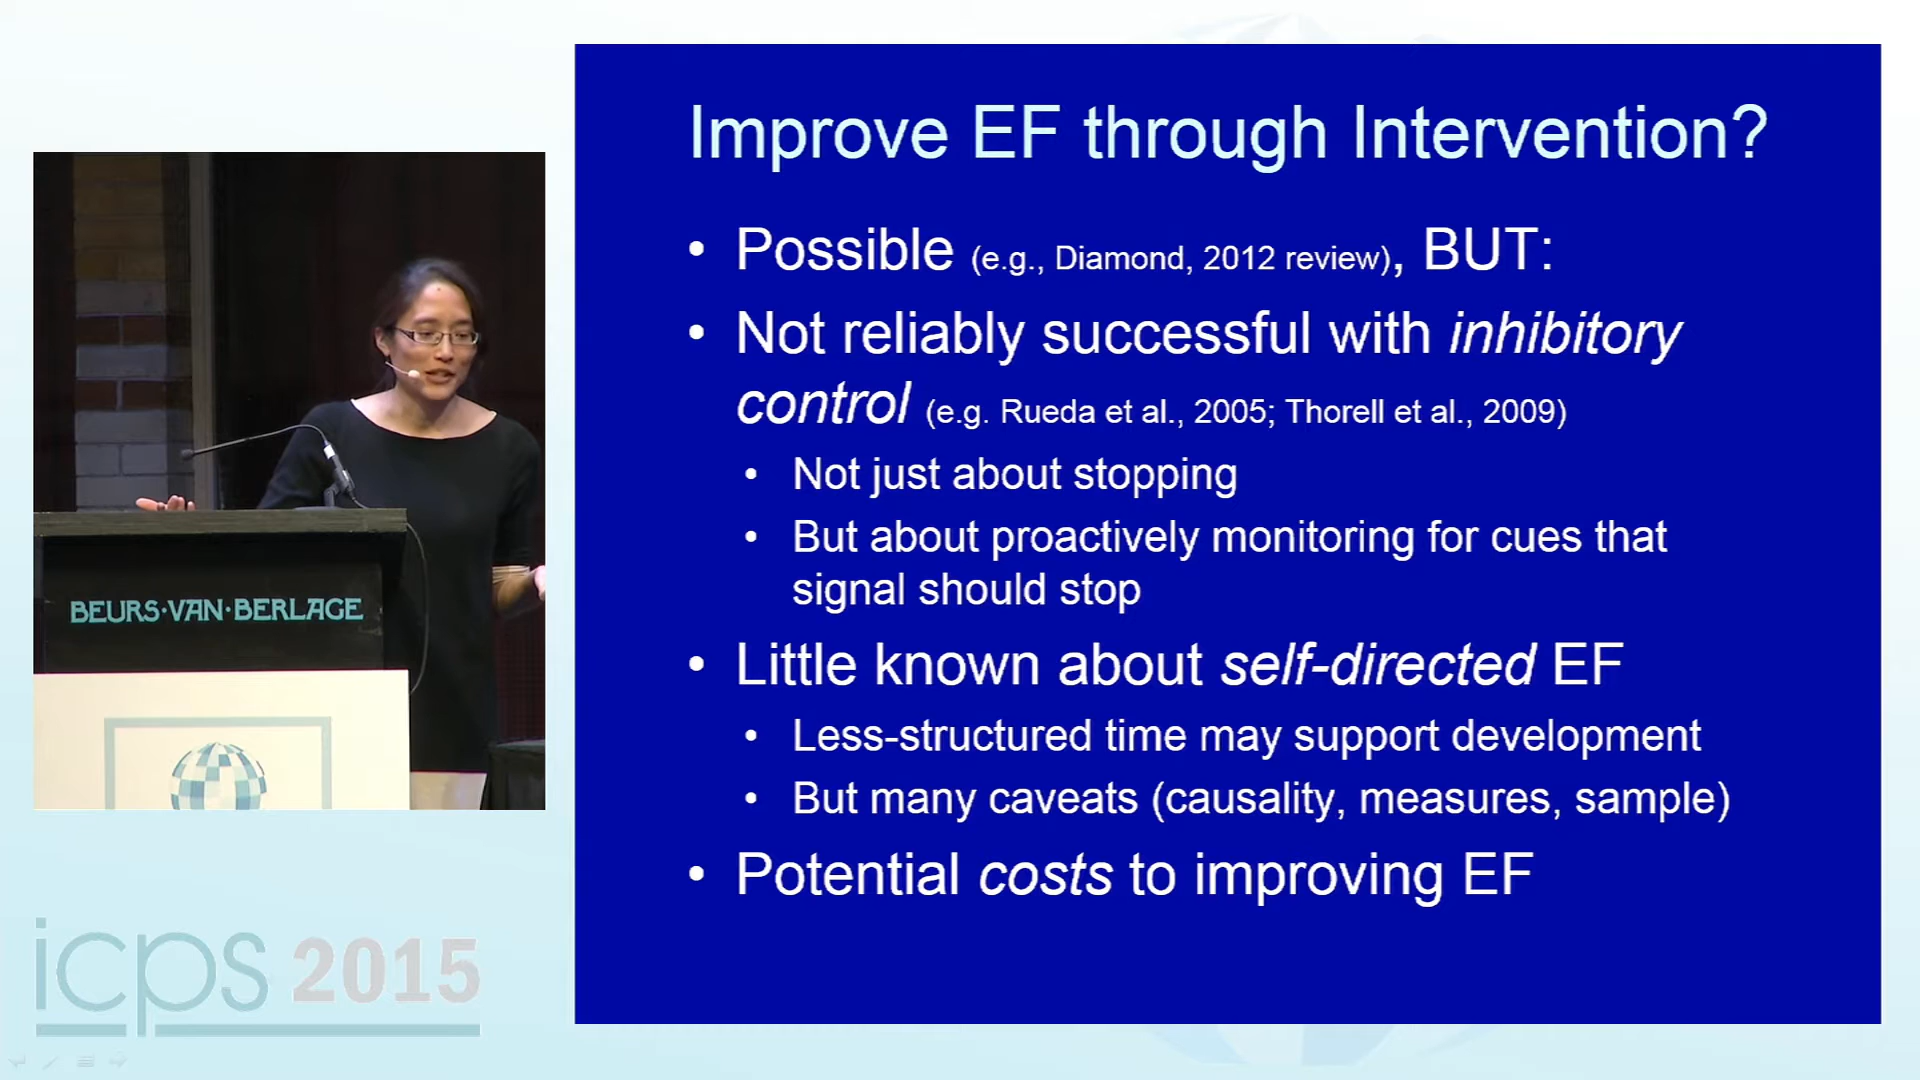 Improve EF through Intervention?
• Possible (e.g., Diamond, 2012 review), BUT:
• Not reliably successful with inhibitory
control (e.g. Rueda et al., 2005; Thorell et al., 2009)
• Not just about stopping
• But about proactively monitoring for cues that
signal should stop
• Little known about self-directed EF
• Less-structured time may support development
• But many caveats (causality, measures, sample)
• Potential costs to improving EF
BEURS·VAN·BERLAGE
icps 2015